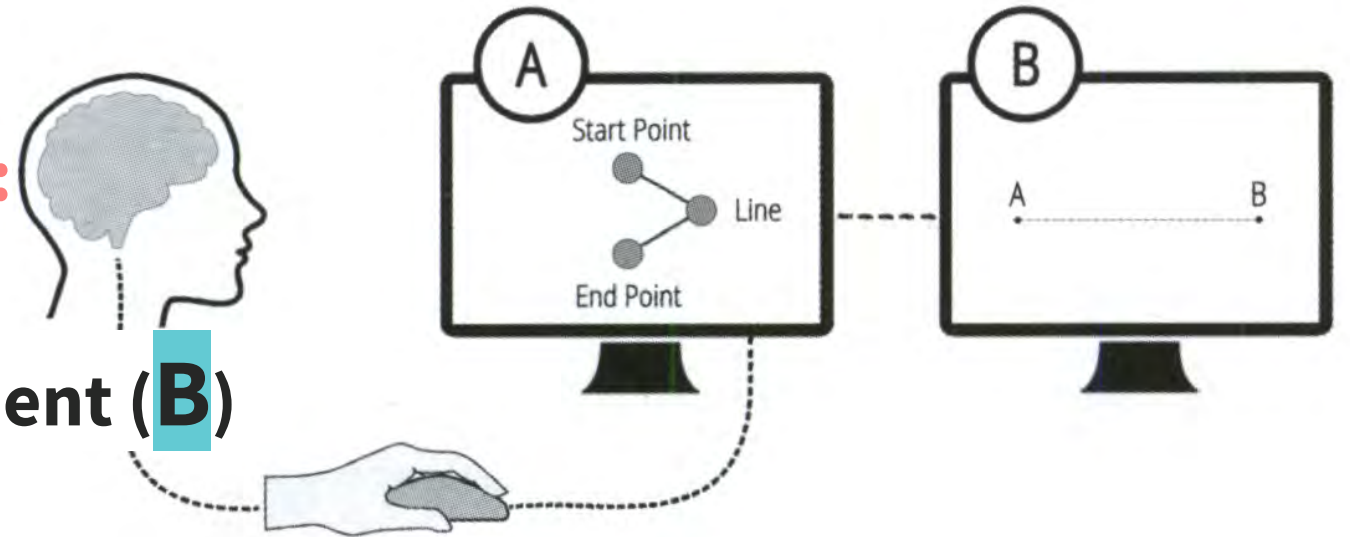 A
Start Point
Line
End Point
B
A B
:
ent (B)